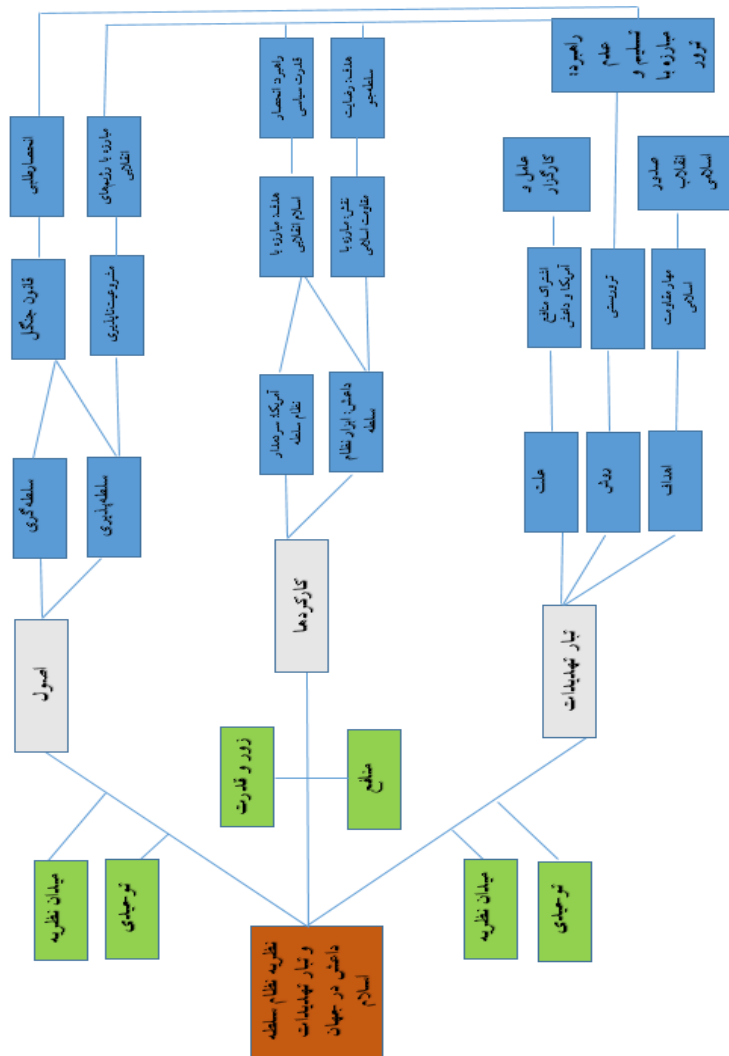 نظریه نظام سلطه
و تبار تهدیدات
داعش در جهان
اسلام
میدان نظریه
توحیدی
اصول
سلطه‌گری
سلطه‌پذیری
قانون جنگل
مشروعیت‌ناپذیری
انحصارطلبی
مبارزه با رژیم‌های
انقلابی
زور و قدرت
منافع
کارکردها
آمریکا: سردمدار
نظام سلطه
داعش: ابزار نظام
سلطه
هدف: مبارزه با
اسلام انقلابی
نقش: مبارزه با
مقاومت اسلامی
راهبرد: انحصار
قدرت سیاسی
هدف: رضایت
سلطه‌جو
میدان نظریه
توحیدی
تبار تهدیدات
علت
روش
اهداف
اشتراک منافع
آمریکا و داعش
تروریستی
مهار مقاومت
اسلامی
عامل و
کارگزار
صدور
انقلاب
اسلامی
راهبرد:
عدم
تسلیم و
مبارزه با
ترور